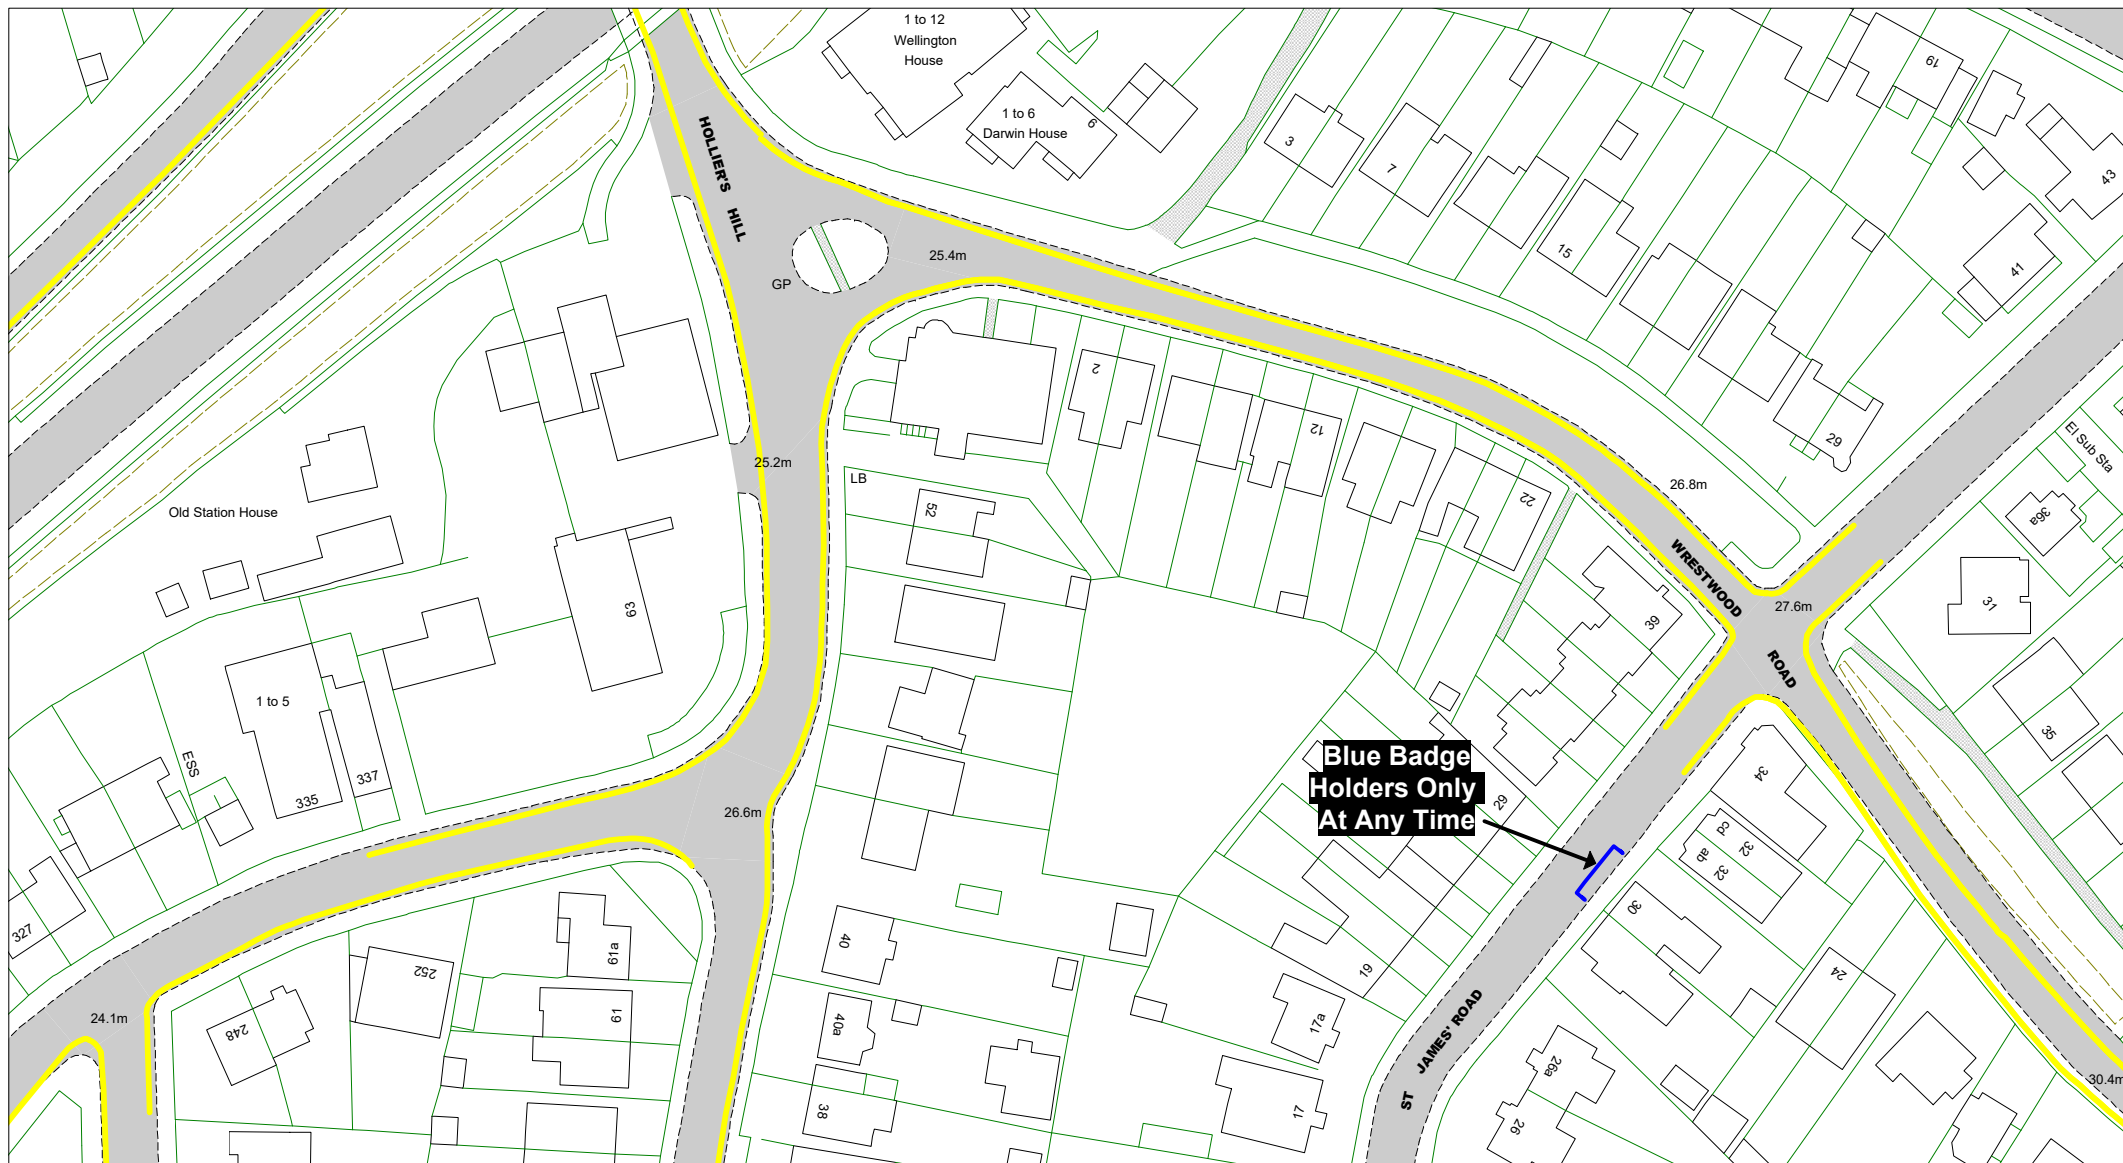 1 to 12
Wellington
House
1 to 6
Darwin House
6
3
7
15
19
43
41
29
HOLLIER'S HILL
GP
25.4m
2
12
22
26.8m
El Sub Sta
36a
31
35
25.2m
LB
52
Old Station House
63
WRESTWOOD
ROAD
27.6m
39
1 to 5
ESS
335
337
327
26.6m
Blue Badge
Holders Only
At Any Time
29
34
32
cd
32
ab
30
24
19
17a
17
26a
26
ST JAMES' ROAD
40
40a
38
61a
61
252
248
24.1m
30.4m